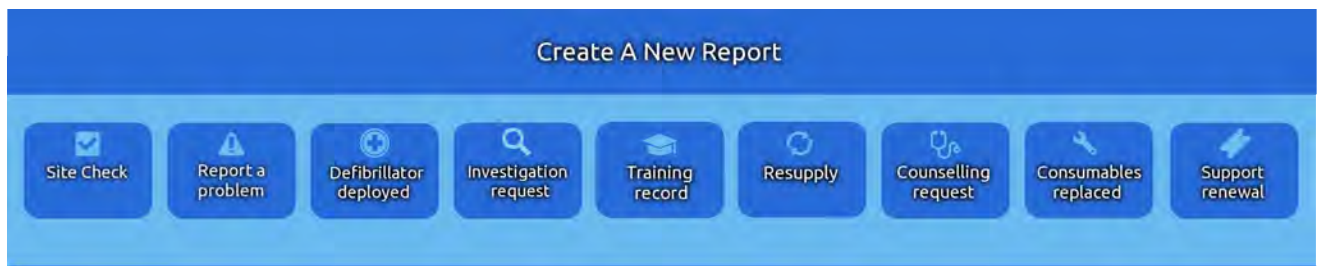 Create A New Report
Site Check
Report a
problem
Defibrillator
deployed
Investigation
request
Training
record
Resupply
Counselling
request
Consumables
replaced
Support
renewal